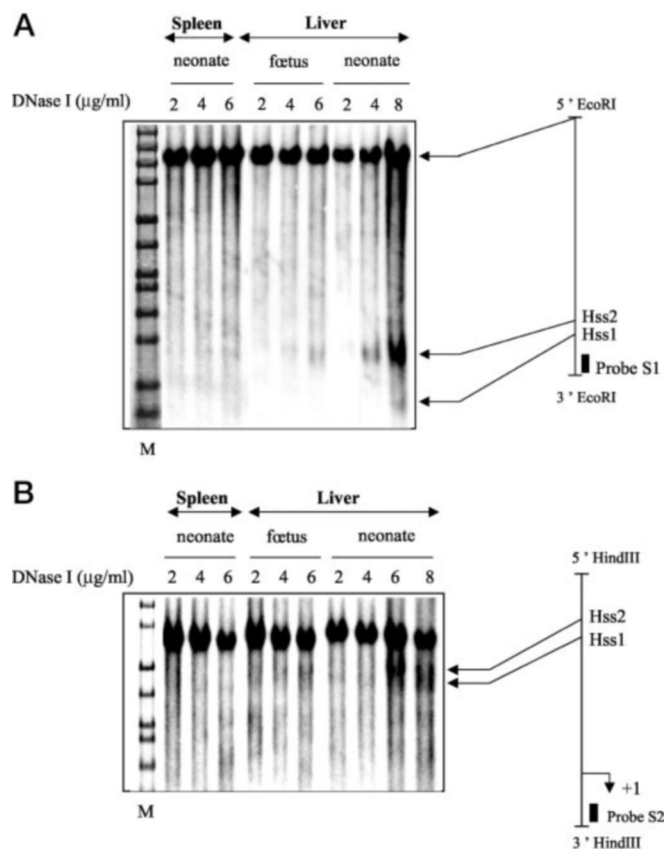 A
Spleen Liver
neonate fœtus neonate
DNase I (µg/ml) 2 4 6 2 4 6 2 4 8
5 ' EcoRI
Hss2
Hss1
Probe S1
3 ' EcoRI
M
B
Spleen Liver
neonate fœtus neonate
DNase I (µg/ml) 2 4 6 2 4 6 2 4 6 8
5 ' HindIII
Hss2
Hss1
+1
Probe S2
3 ' HindIII
M